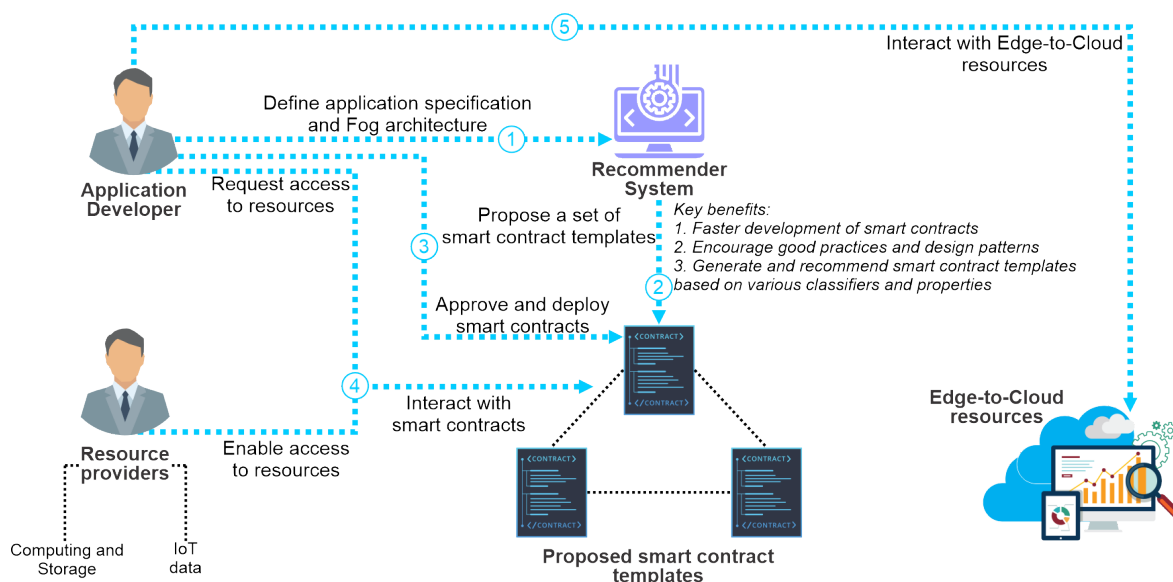 5
Interact with Edge-to-Cloud
resources
Define application specification
and Fog architecture
1
Recommender
System
Application
Developer
Request access
to resources
Propose a set of
smart contract templates
3
Key benefits:
1. Faster development of smart contracts
2. Encourage good practices and design patterns
3. Generate and recommend smart contract templates
based on various classifiers and properties
2
Approve and deploy
smart contracts
<CONTRACT>
</CONTRACT>
4
Interact with
smart contracts
Resource
providers
Enable access
to resources
Computing and
Storage
IoT
data
<CONTRACT>
</CONTRACT>
<CONTRACT>
</CONTRACT>
Proposed smart contract
templates
Edge-to-Cloud
resources